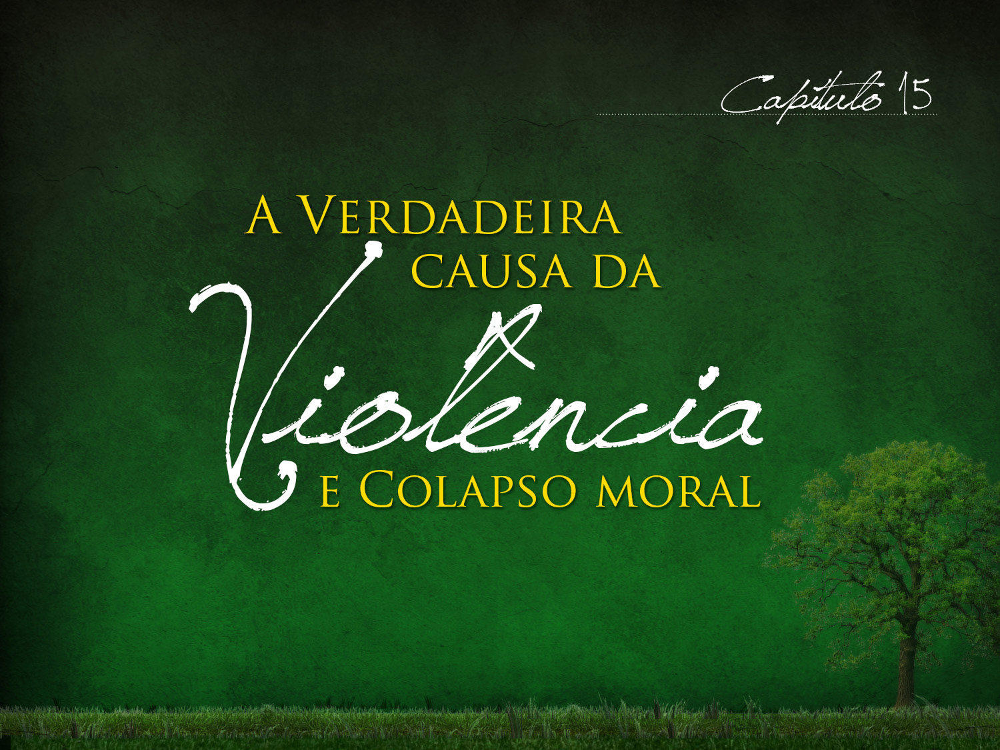 Capítulo 15
A Verdadeira
causa da
Violência
e Colapso moral